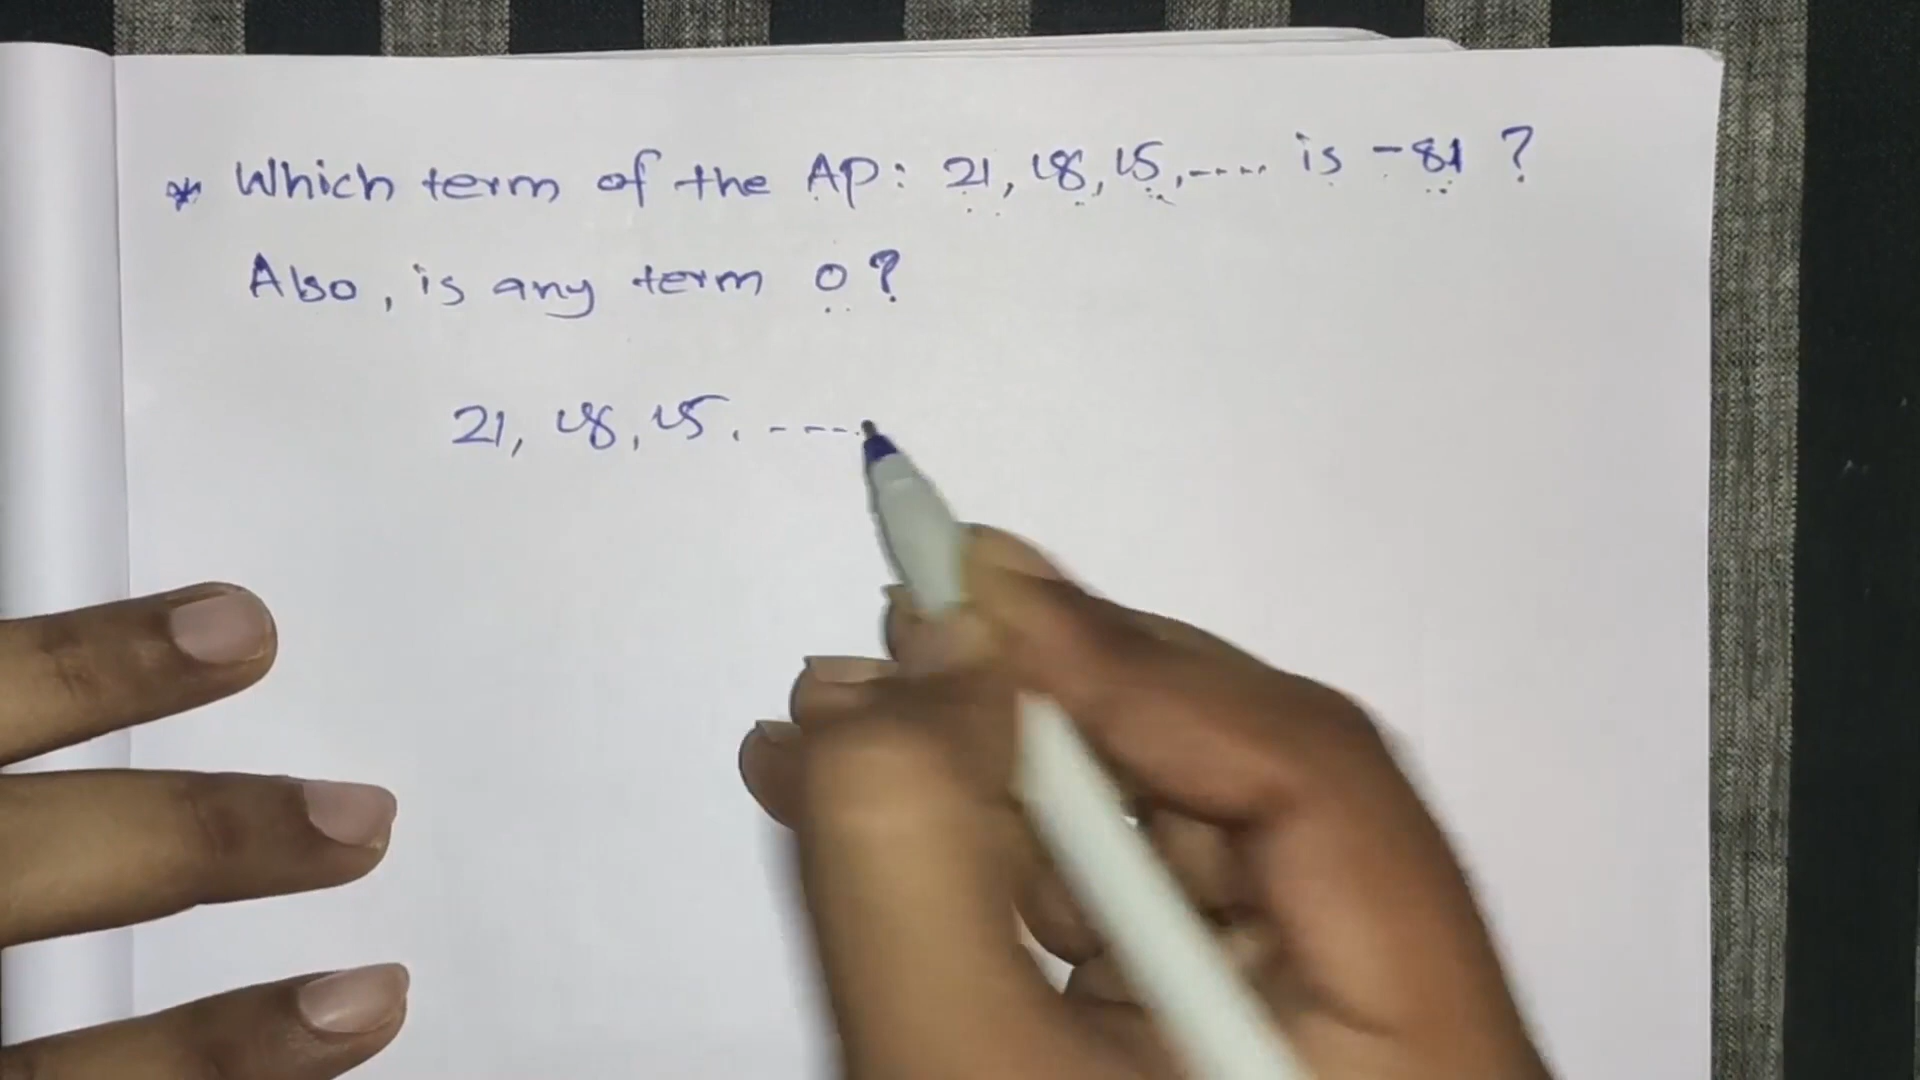 * Which term of the AP: 21, 18, 15, .... is -81 ?
Also, is any term 0?
21, 18, 15, ----